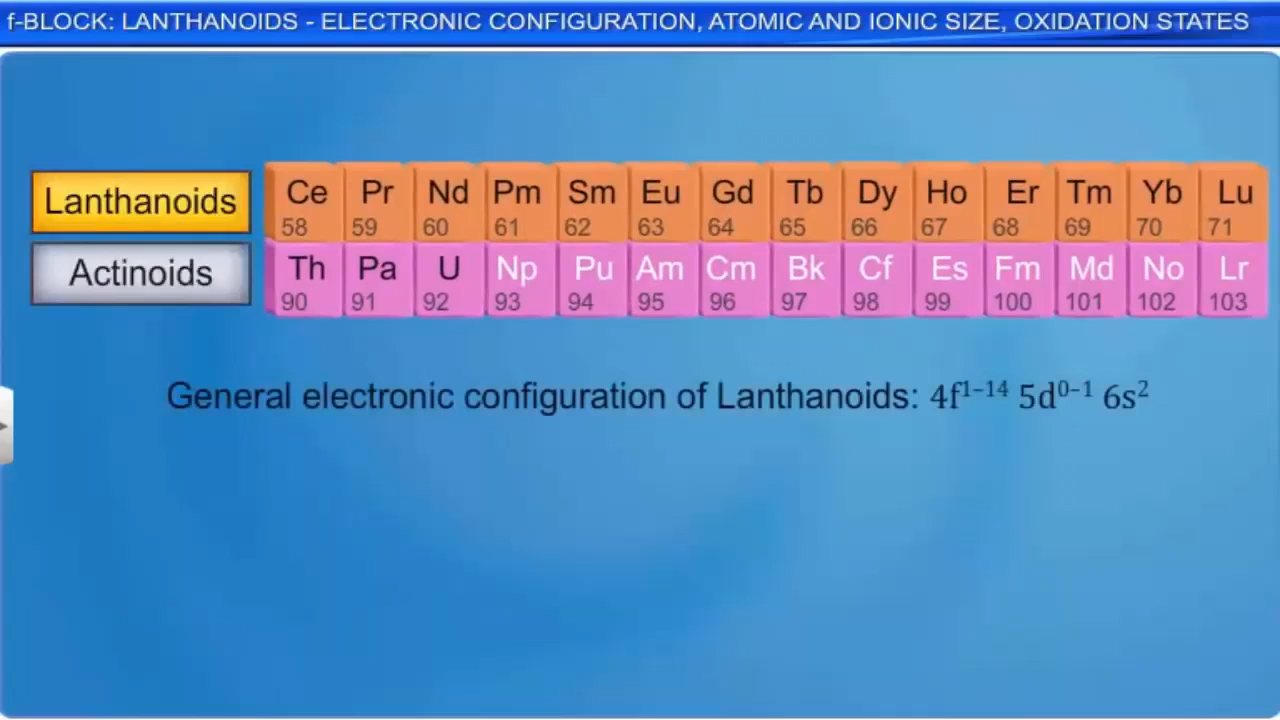 f-BLOCK: LANTHANOIDS - ELECTRONIC CONFIGURATION, ATOMIC AND IONIC SIZE, OXIDATION STATES
Lanthanoids Ce Pr Nd Pm Sm Eu Gd Tb Dy Ho Er Tm Yb Lu
58 59 60 61 62 63 64 65 66 67 68 69 70 71
Actinoids Th Pa U Np Pu Am Cm Bk Cf Es Fm Md No Lr
90 91 92 93 94 95 96 97 98 99 100 101 102 103
General electronic configuration of Lanthanoids: 4f¹⁻¹⁴ 5d⁰⁻¹ 6s²